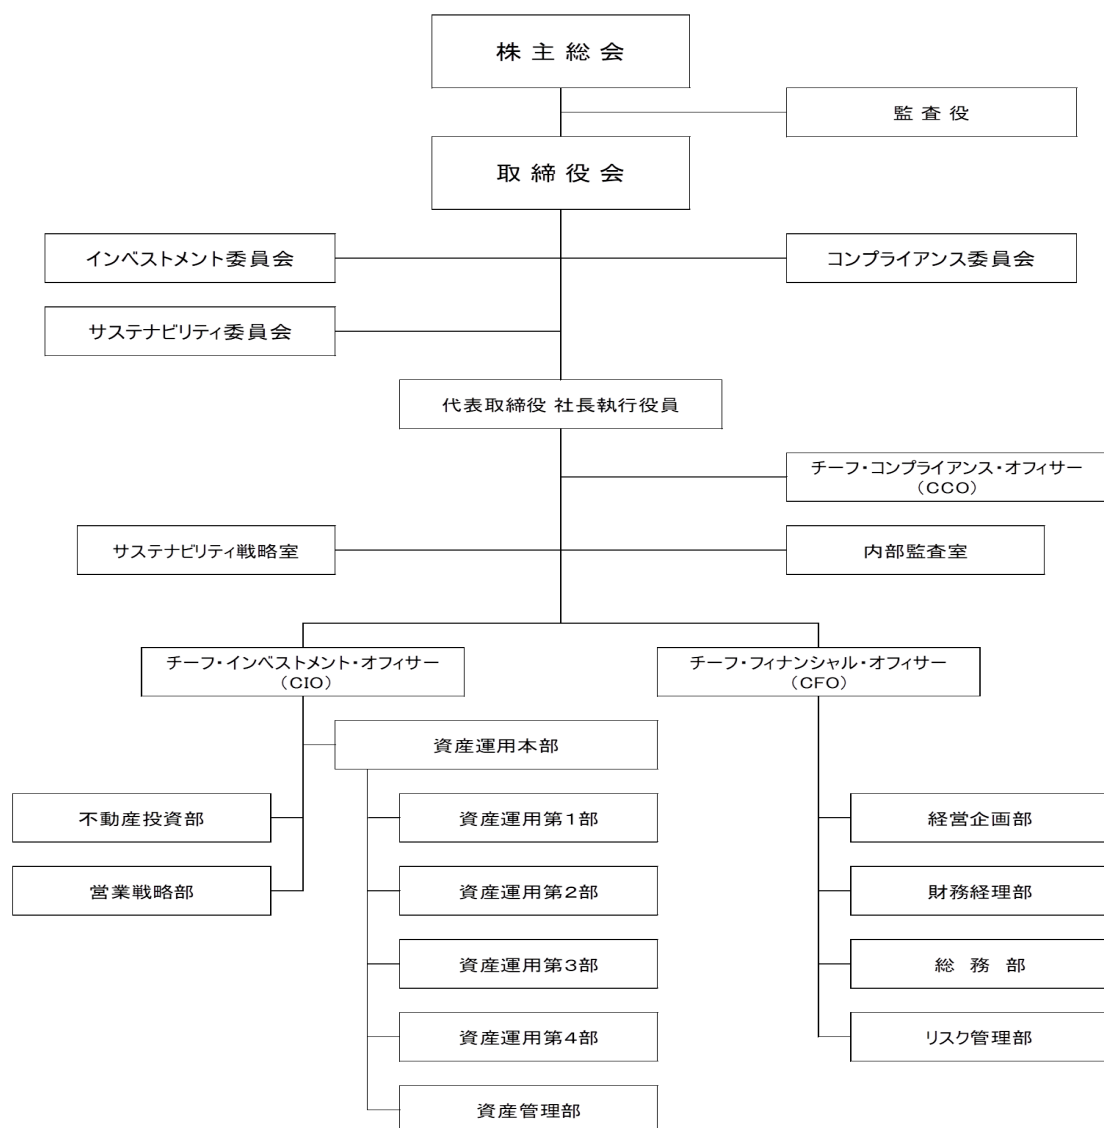 株主総会
監査役
取締役会
インベストメント委員会
コンプライアンス委員会
サステナビリティ委員会
代表取締役 社長執行役員
チーフ・コンプライアンス・オフィサー
（CCO）
サステナビリティ戦略室
内部監査室
チーフ・インベストメント・オフィサー
（CIO）
チーフ・フィナンシャル・オフィサー
（CFO）
資産運用本部
不動産投資部
資産運用第1部
経営企画部
営業戦略部
資産運用第2部
財務経理部
資産運用第3部
総務部
資産運用第4部
リスク管理部
資産管理部